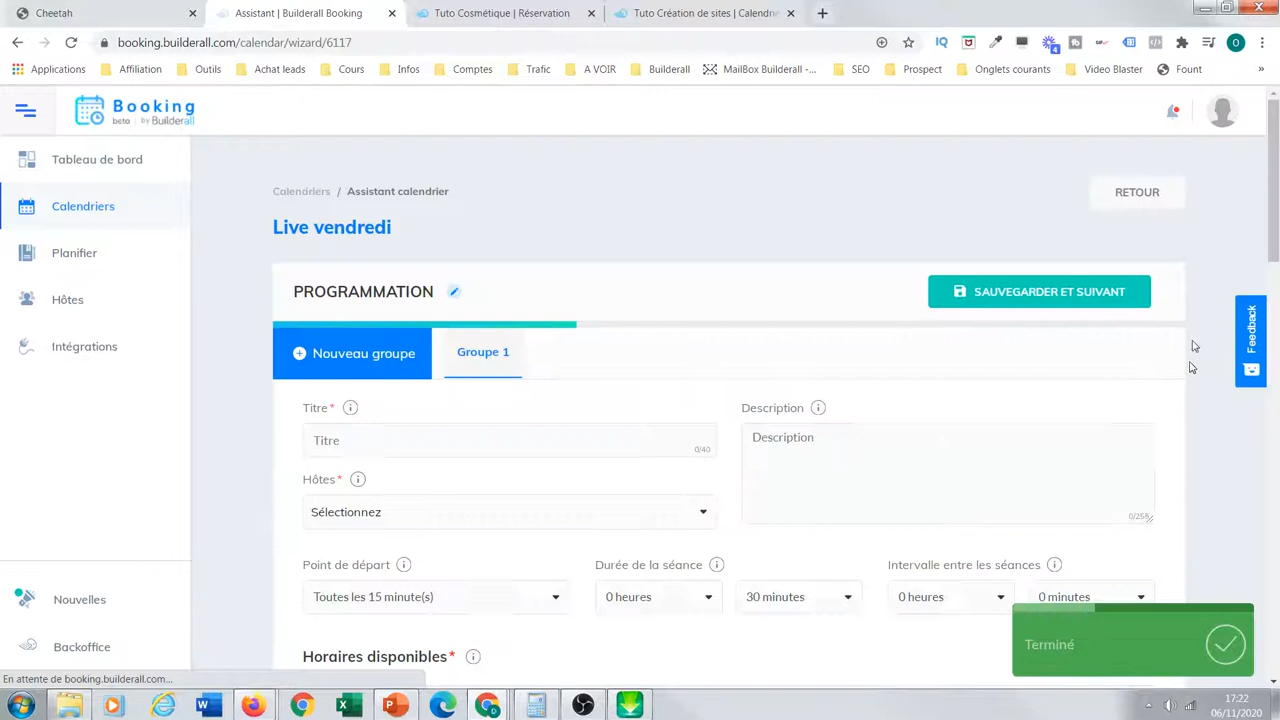 Cheetah
Assistant | Builderall Booking
Tuto Cosmétique | Réserva
Tuto Création de sites | Calendri
booking.builderall.com/calendar/wizard/6117
Applications
Affiliation
Outils
Achat leads
Cours
Infos
Comptes
Trafic
A VOIR
Builderall
MailBox Builderall -...
SEO
Prospect
Onglets courants
Video Blaster
Fount
»
Booking
beta | by Builderall
Tableau de bord
Calendriers
Planifier
Hôtes
Intégrations
Nouvelles
Backoffice
Calendriers / Assistant calendrier
RETOUR
Live vendredi
PROGRAMMATION
SAUVEGARDER ET SUIVANT
Nouveau groupe
Groupe 1
Feedback
Titre*
Titre
0/40
Description
Description
0/255
Hôtes*
Sélectionnez
Point de départ
Toutes les 15 minute(s)
Durée de la séance
0 heures
30 minutes
Intervalle entre les séances
0 heures
0 minutes
Horaires disponibles*
Terminé
En attente de booking.builderall.com...
17:22
06/11/2020